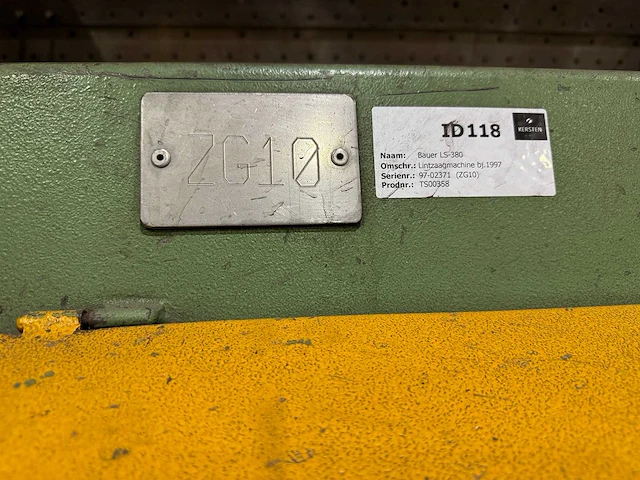 ZG10
ID118
KERSTEN
Naam: Bauer LS-380
Omschr.: Lintzaagmachine bj.1997
Serienr.: 97-02371 (ZG10)
Prodnr.: TS00358